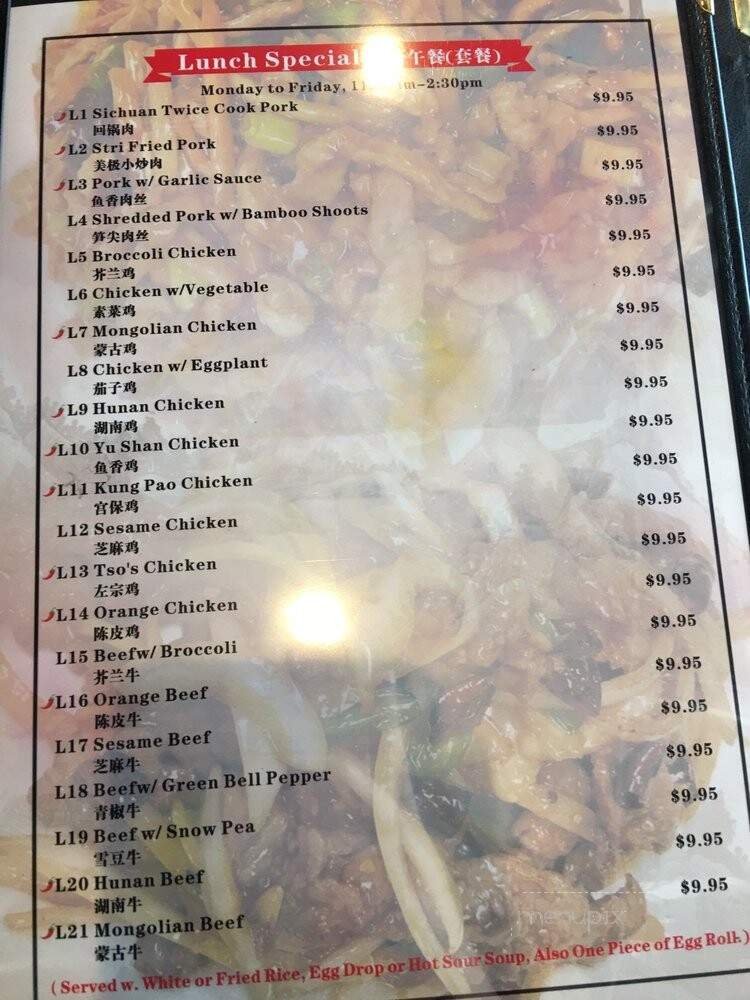 Lunch Special 午餐(套餐)
Monday to Friday, 11 am-2:30pm
L1 Sichuan Twice Cook Pork $9.95
回锅肉
L2 Stri Fried Pork $9.95
美极小炒肉
L3 Pork w/ Garlic Sauce $9.95
鱼香肉丝
L4 Shredded Pork w/ Bamboo Shoots $9.95
笋尖肉丝
L5 Broccoli Chicken $9.95
芥兰鸡
L6 Chicken w/Vegetable $9.95
素菜鸡
L7 Mongolian Chicken $9.95
蒙古鸡
L8 Chicken w/ Eggplant $9.95
茄子鸡
L9 Hunan Chicken $9.95
湖南鸡
L10 Yu Shan Chicken $9.95
鱼香鸡
L11 Kung Pao Chicken $9.95
宫保鸡
L12 Sesame Chicken $9.95
芝麻鸡
L13 Tso's Chicken $9.95
左宗鸡
L14 Orange Chicken $9.95
陈皮鸡
L15 Beefw/ Broccoli $9.95
芥兰牛
L16 Orange Beef $9.95
陈皮牛
L17 Sesame Beef $9.95
芝麻牛
L18 Beefw/ Green Bell Pepper $9.95
青椒牛
L19 Beef w/ Snow Pea $9.95
雪豆牛
L20 Hunan Beef $9.95
湖南牛
L21 Mongolian Beef $9.95
蒙古牛
(Served w. White or Fried Rice, Egg Drop or Hot Sour Soup, Also One Piece of Egg Roll.)
menupix